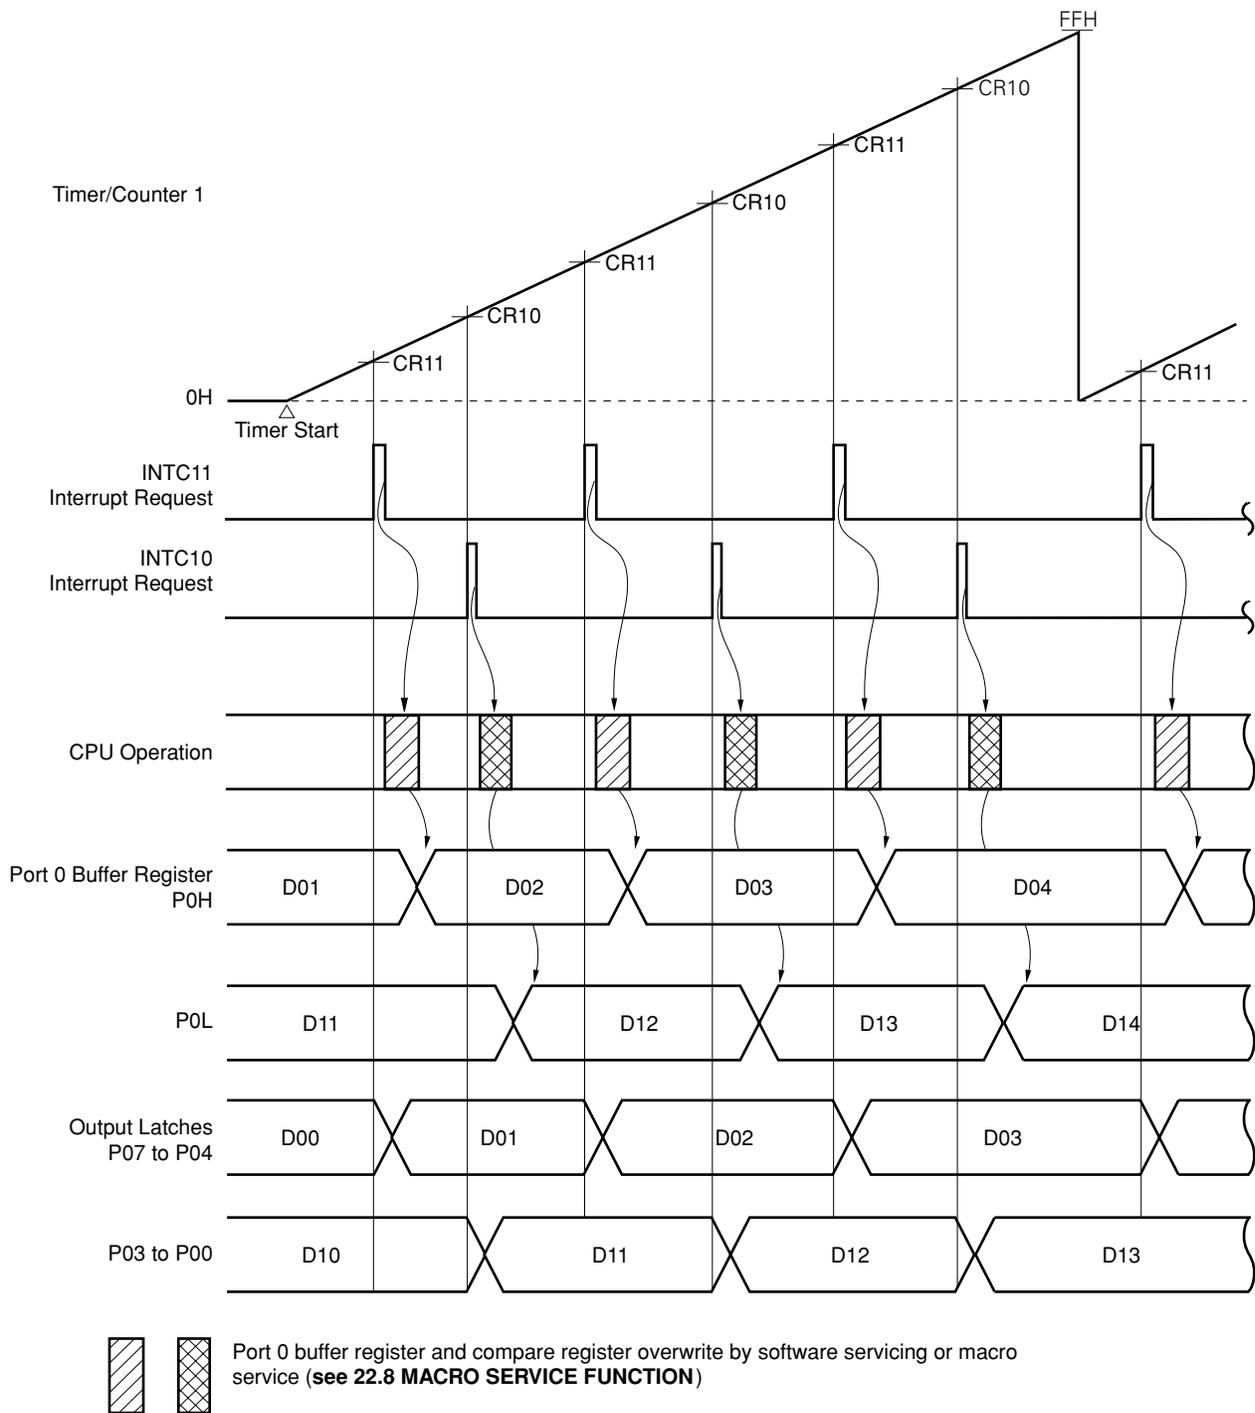 FFH
CR10
CR11
Timer/Counter 1
CR10
CR11
CR10
CR11
CR11
0H
Timer Start
INTC11
Interrupt Request
INTC10
Interrupt Request
CPU Operation
Port 0 Buffer Register
P0H
D01
D02
D03
D04
P0L
D11
D12
D13
D14
Output Latches
P07 to P04
D00
D01
D02
D03
P03 to P00
D10
D11
D12
D13
Port 0 buffer register and compare register overwrite by software servicing or macro
service (see 22.8 MACRO SERVICE FUNCTION)